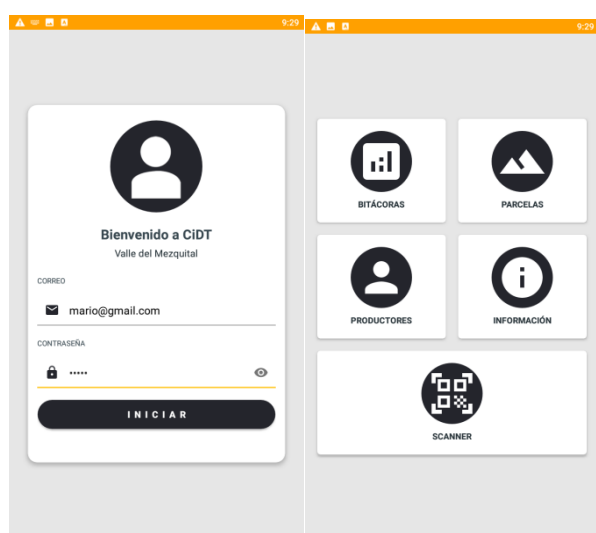 9:29
Bienvenido a CiDT
Valle del Mezquital
CORREO
mario@gmail.com
CONTRASEÑA
•••••
INICIAR
9:29
BITÁCORAS
PARCELAS
PRODUCTORES
INFORMACIÓN
SCANNER